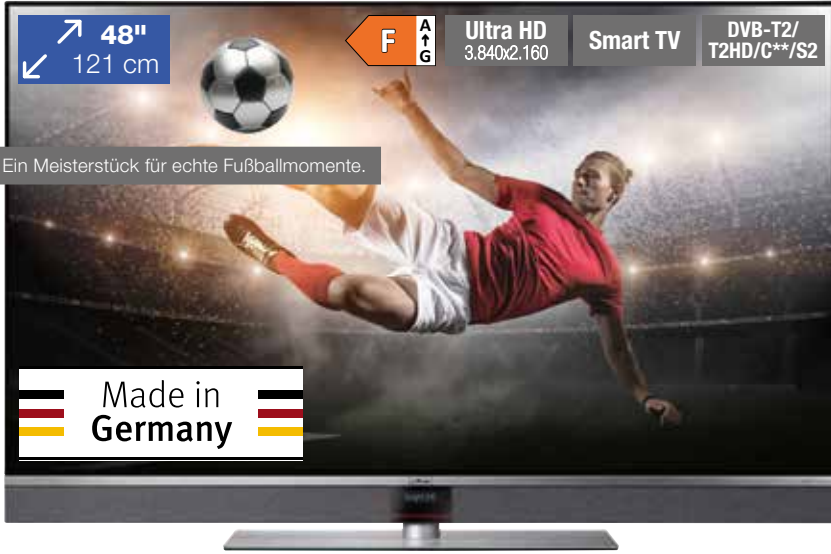 48"
121 cm
F
A
G
Ultra HD
3.840x2.160
Smart TV
DVB-T2/
T2HD/C**/S2
Ein Meisterstück für echte Fußballmomente.
Made in
Germany